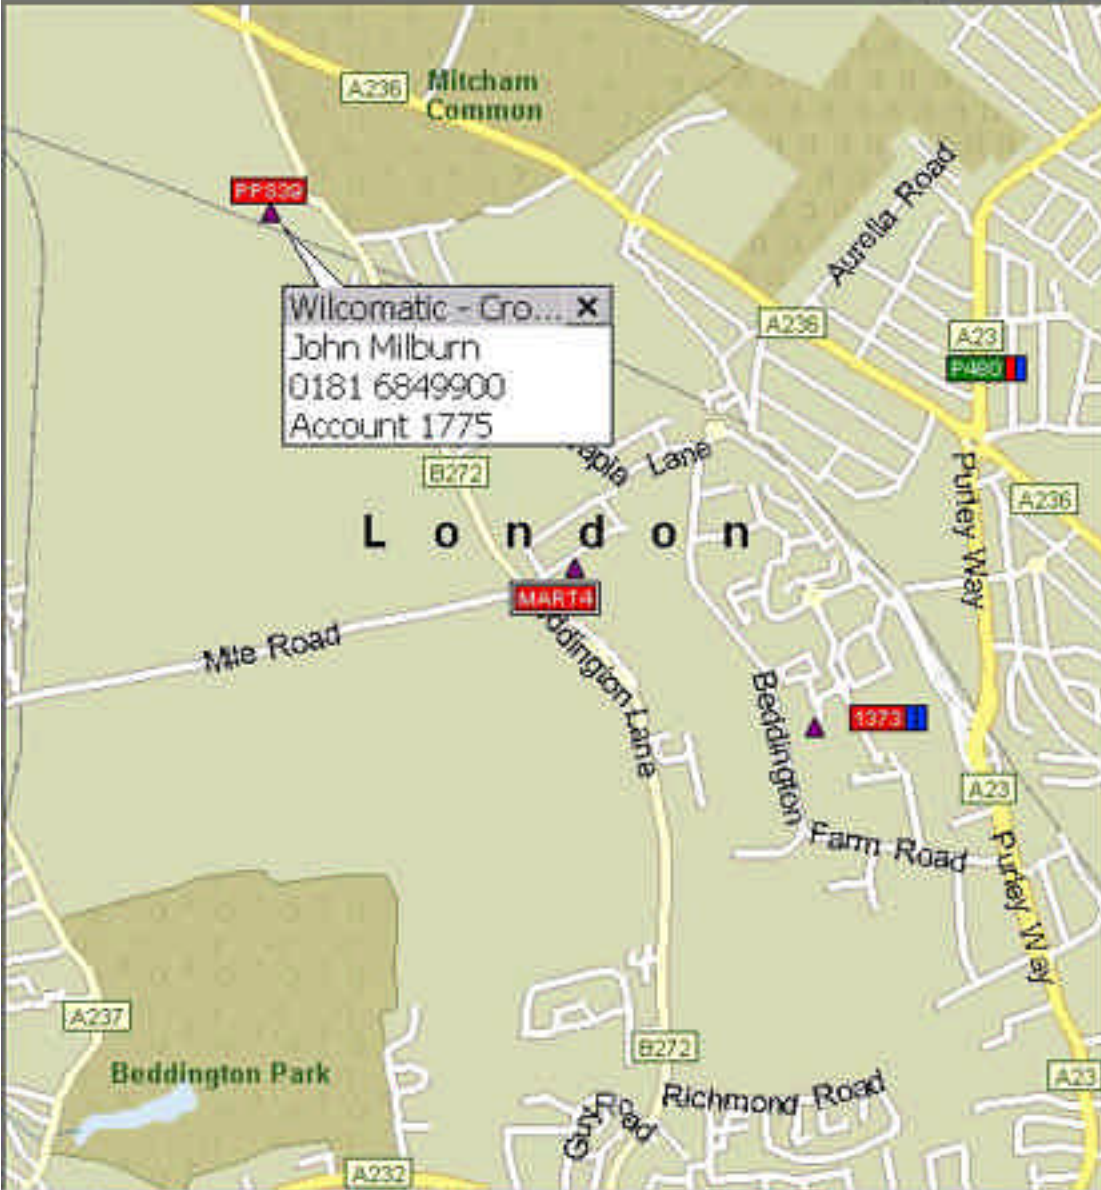 A236
Mitcham
Common
PPS39
Aurelia Road
Wilcomatic - Cro... X
John Milburn
0181 6849900
Account 1775
A236
A23
P480
Lane
B272
A236
Purley Way
London
MART4
Mile Road
ddington Lane
Beddington
1373
A23
Farm Road
Purley Way
A237
B272
Beddington Park
A23
Richmond Road
Guy Road
A232